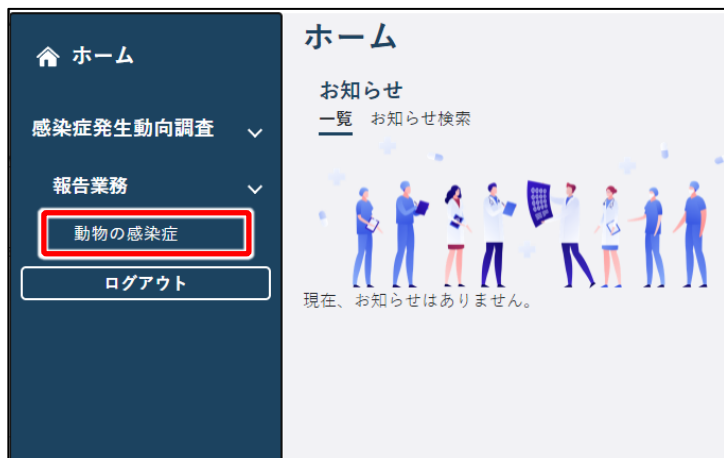 ホーム
感染症発生動向調査
報告業務
動物の感染症
ログアウト
ホーム
お知らせ
一覧 お知らせ検索
現在、お知らせはありません。